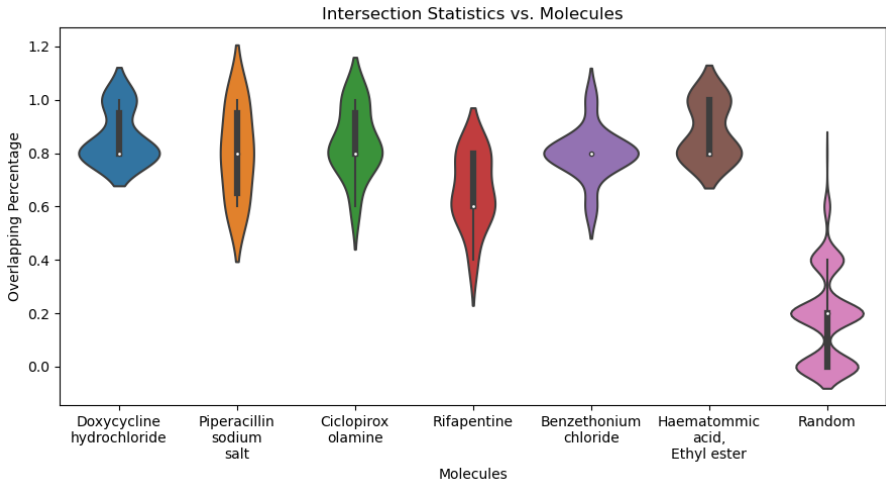 Intersection Statistics vs. Molecules
Overlapping Percentage
1.2
1.0
0.8
0.6
0.4
0.2
0.0
Doxycycline
hydrochloride
Piperacillin
sodium
salt
Ciclopirox
olamine
Rifapentine
Benzethonium
chloride
Haematommic
acid,
Ethyl ester
Random
Molecules